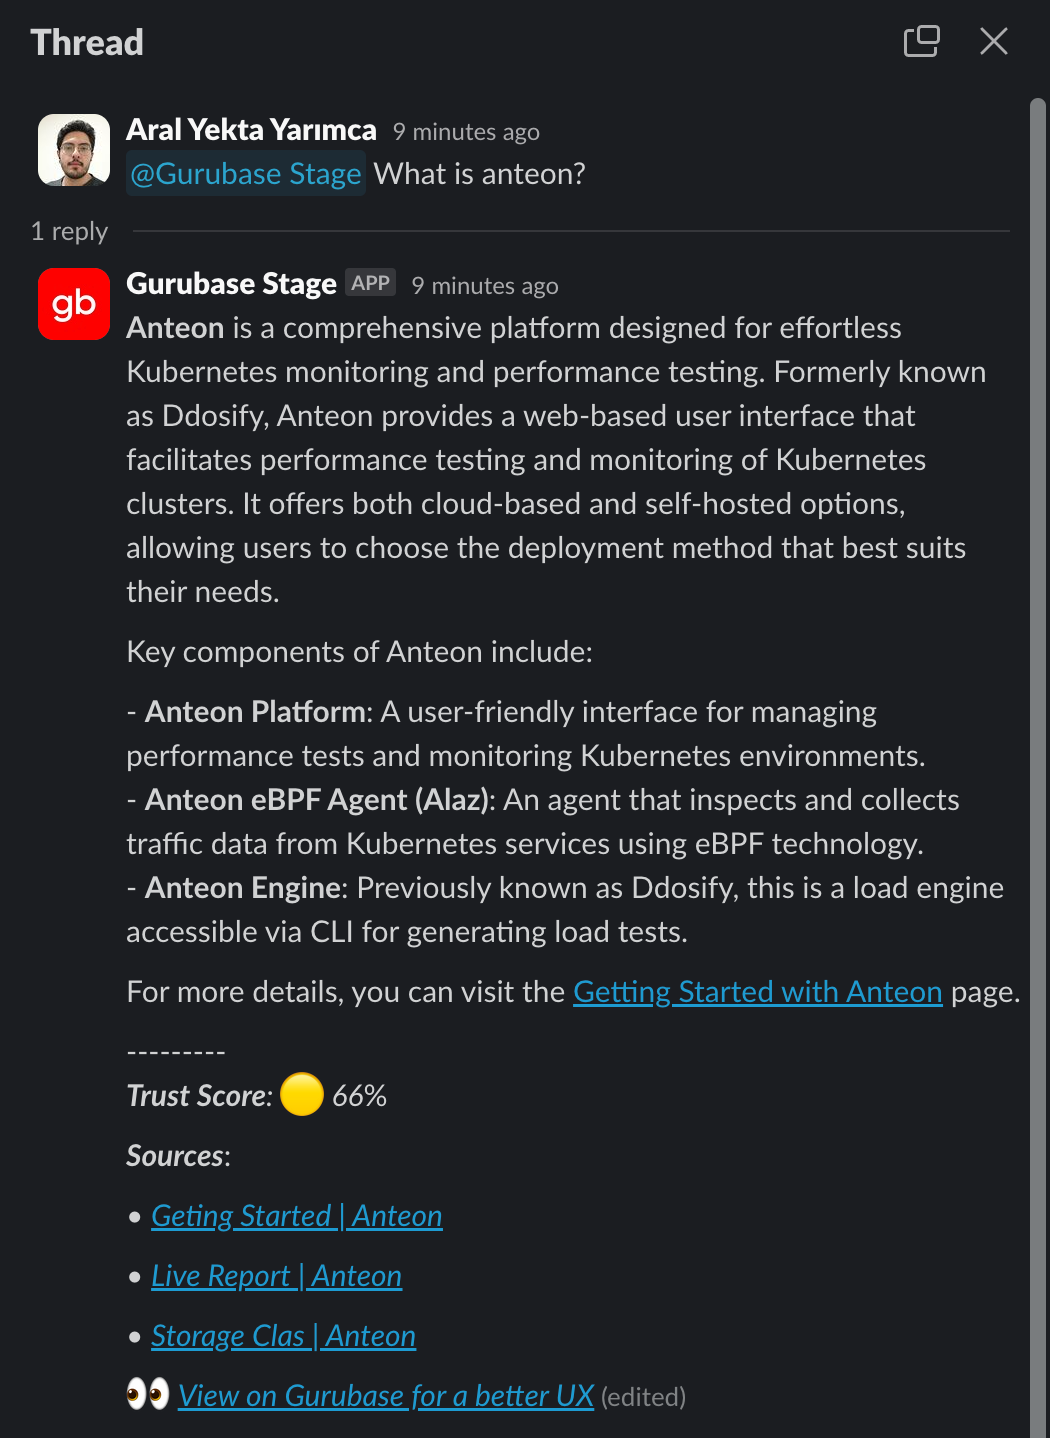 Thread
Aral Yekta Yarımca 9 minutes ago
@Gurubase Stage What is anteon?
1 reply
gb
Gurubase Stage APP 9 minutes ago
Anteon is a comprehensive platform designed for effortless
Kubernetes monitoring and performance testing. Formerly known
as Ddosify, Anteon provides a web-based user interface that
facilitates performance testing and monitoring of Kubernetes
clusters. It offers both cloud-based and self-hosted options,
allowing users to choose the deployment method that best suits
their needs.
Key components of Anteon include:
- Anteon Platform: A user-friendly interface for managing
performance tests and monitoring Kubernetes environments.
- Anteon eBPF Agent (Alaz): An agent that inspects and collects
traffic data from Kubernetes services using eBPF technology.
- Anteon Engine: Previously known as Ddosify, this is a load engine
accessible via CLI for generating load tests.
For more details, you can visit the Getting Started with Anteon page.
---------
Trust Score: 🟡 66%
Sources:
• Geting Started | Anteon
• Live Report | Anteon
• Storage Clas | Anteon
👀 View on Gurubase for a better UX (edited)